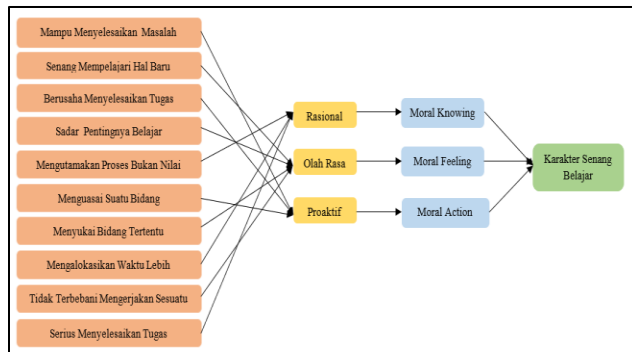 Mampu Menyelesaikan Masalah
Senang Mempelajari Hal Baru
Berusaha Menyelesaikan Tugas
Sadar Pentingnya Belajar
Mengutamakan Proses Bukan Nilai
Menguasai Suatu Bidang
Menyukai Bidang Tertentu
Mengalokasikan Waktu Lebih
Tidak Terbebani Mengerjakan Sesuatu
Serius Menyelesaikan Tugas
Rasional
Olah Rasa
Proaktif
Moral Knowing
Moral Feeling
Moral Action
Karakter Senang
Belajar